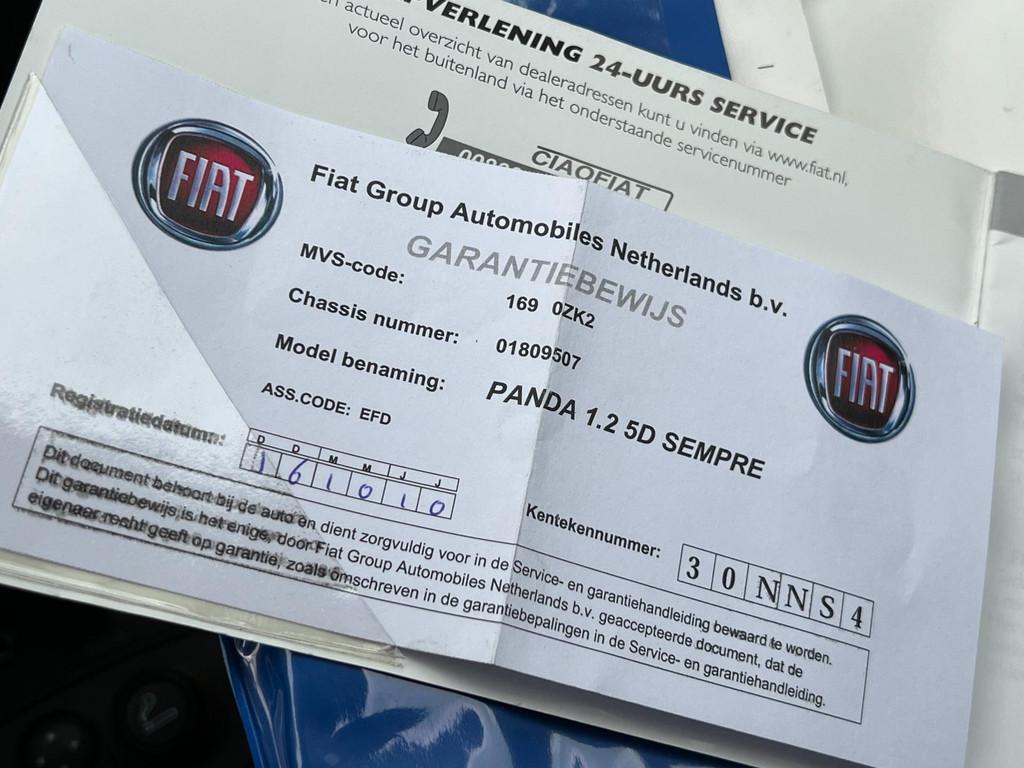 VERLENING 24-UURS SERVICE
actueel overzicht van dealeradressen kunt u vinden via www.fiat.nl,
voor het buitenland via het onderstaande servicenummer
CIAOFIAT
FIAT
Fiat Group Automobiles Netherlands b.v.
GARANTIEBEWIJS
MVS-code: 169 0ZK2
Chassis nummer: 01809507
Model benaming: PANDA 1.2 5D SEMPRE
ASS.CODE: EFD
FIAT
Registratiedatum:
D D M M J J
1 6 1 0 1 0
Kentekennummer: 30NNS4
Dit document behoort bij de auto en dient zorgvuldig voor in de Service- en garantiehandleiding bewaard te worden.
Dit garantiebewijs is het enige, door Fiat Group Automobiles Netherlands b.v. geaccepteerde document, dat de
eigenaar recht geeft op garantie, zoals omschreven in de garantiebepalingen in de Service- en garantiehandleiding.